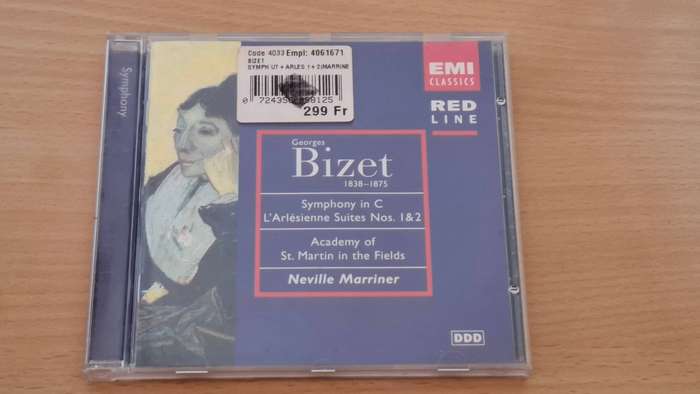 Symphony
Code 4033 Empl: 4061671
BIZET
SYMPH UT + ARLES 1+ 2(MARRINE
299 Fr
EMI
CLASSICS
RED
LINE
Georges
Bizet
1838–1875
Symphony in C
L'Arlésienne Suites Nos. 1&2
Academy of
St. Martin in the Fields
Neville Marriner
DDD